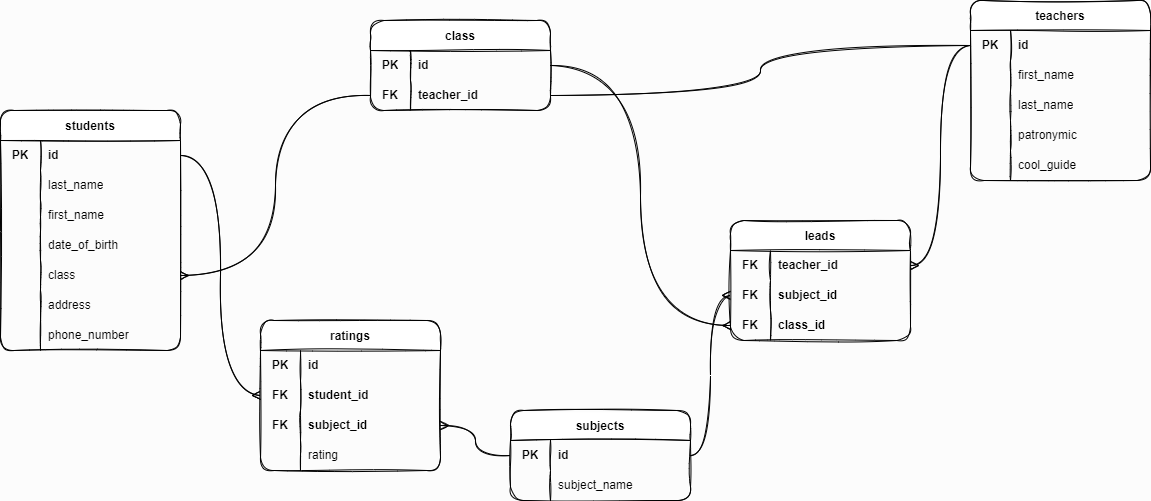 class
PK id
FK teacher_id
teachers
PK id
first_name
last_name
patronymic
cool_guide
students
PK id
last_name
first_name
date_of_birth
class
address
phone_number
leads
FK teacher_id
FK subject_id
FK class_id
ratings
PK id
FK student_id
FK subject_id
rating
subjects
PK id
subject_name